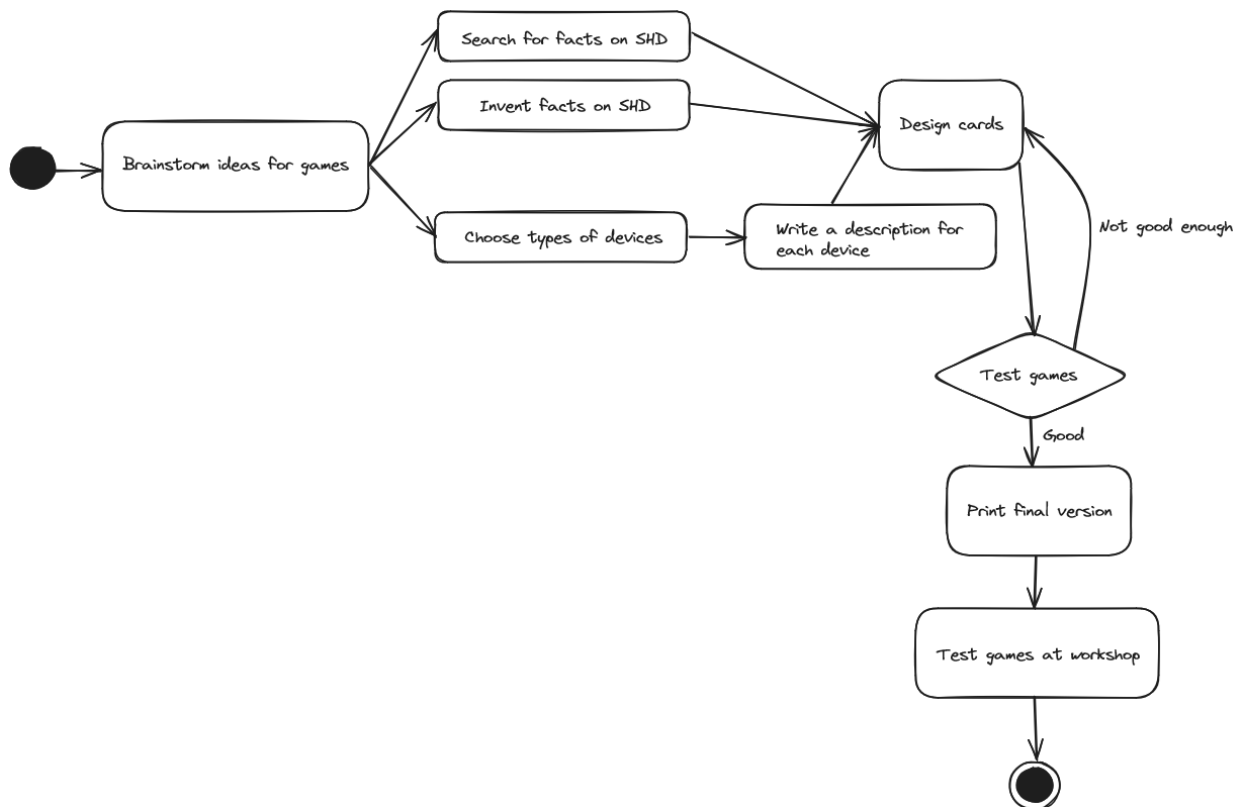 Search for facts on SHD
Invent facts on SHD
Design cards
Brainstorm ideas for games
Choose types of devices
Write a description for
each device
Not good enough
Test games
Good
Print final version
Test games at workshop